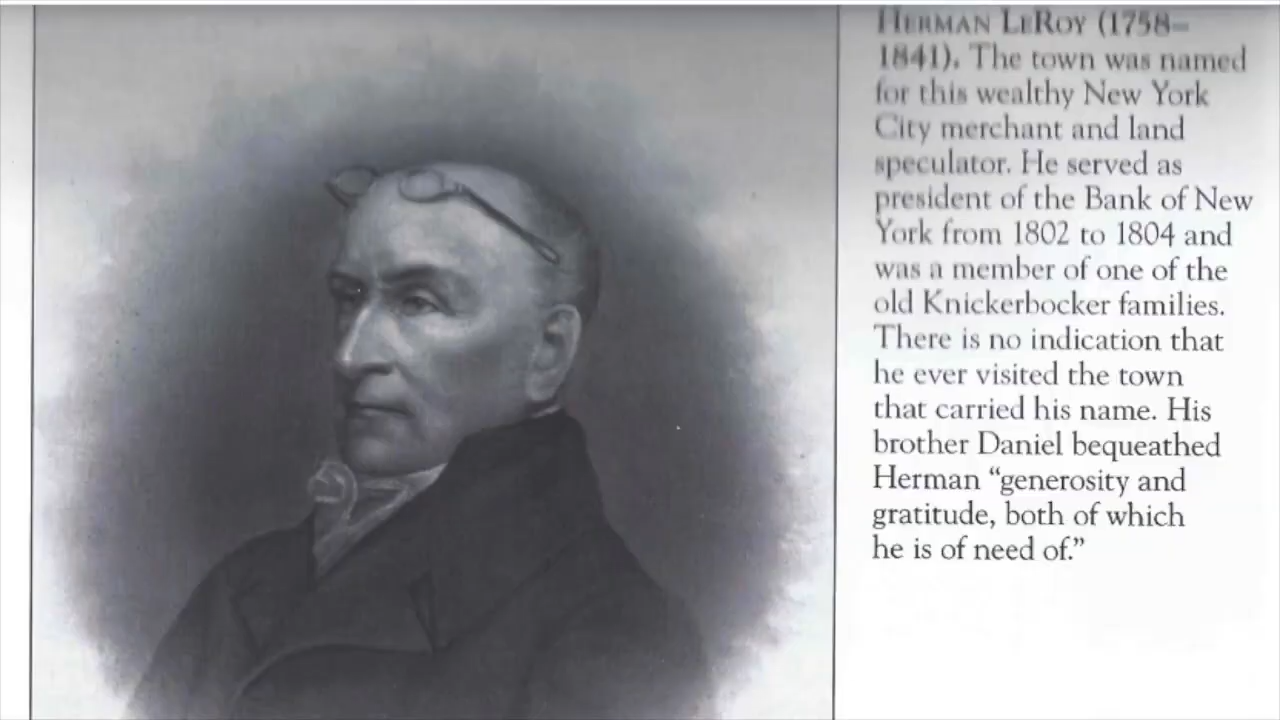 HERMAN LEROY (1758–
1841). The town was named
for this wealthy New York
City merchant and land
speculator. He served as
president of the Bank of New
York from 1802 to 1804 and
was a member of one of the
old Knickerbocker families.
There is no indication that
he ever visited the town
that carried his name. His
brother Daniel bequeathed
Herman “generosity and
gratitude, both of which
he is of need of.”